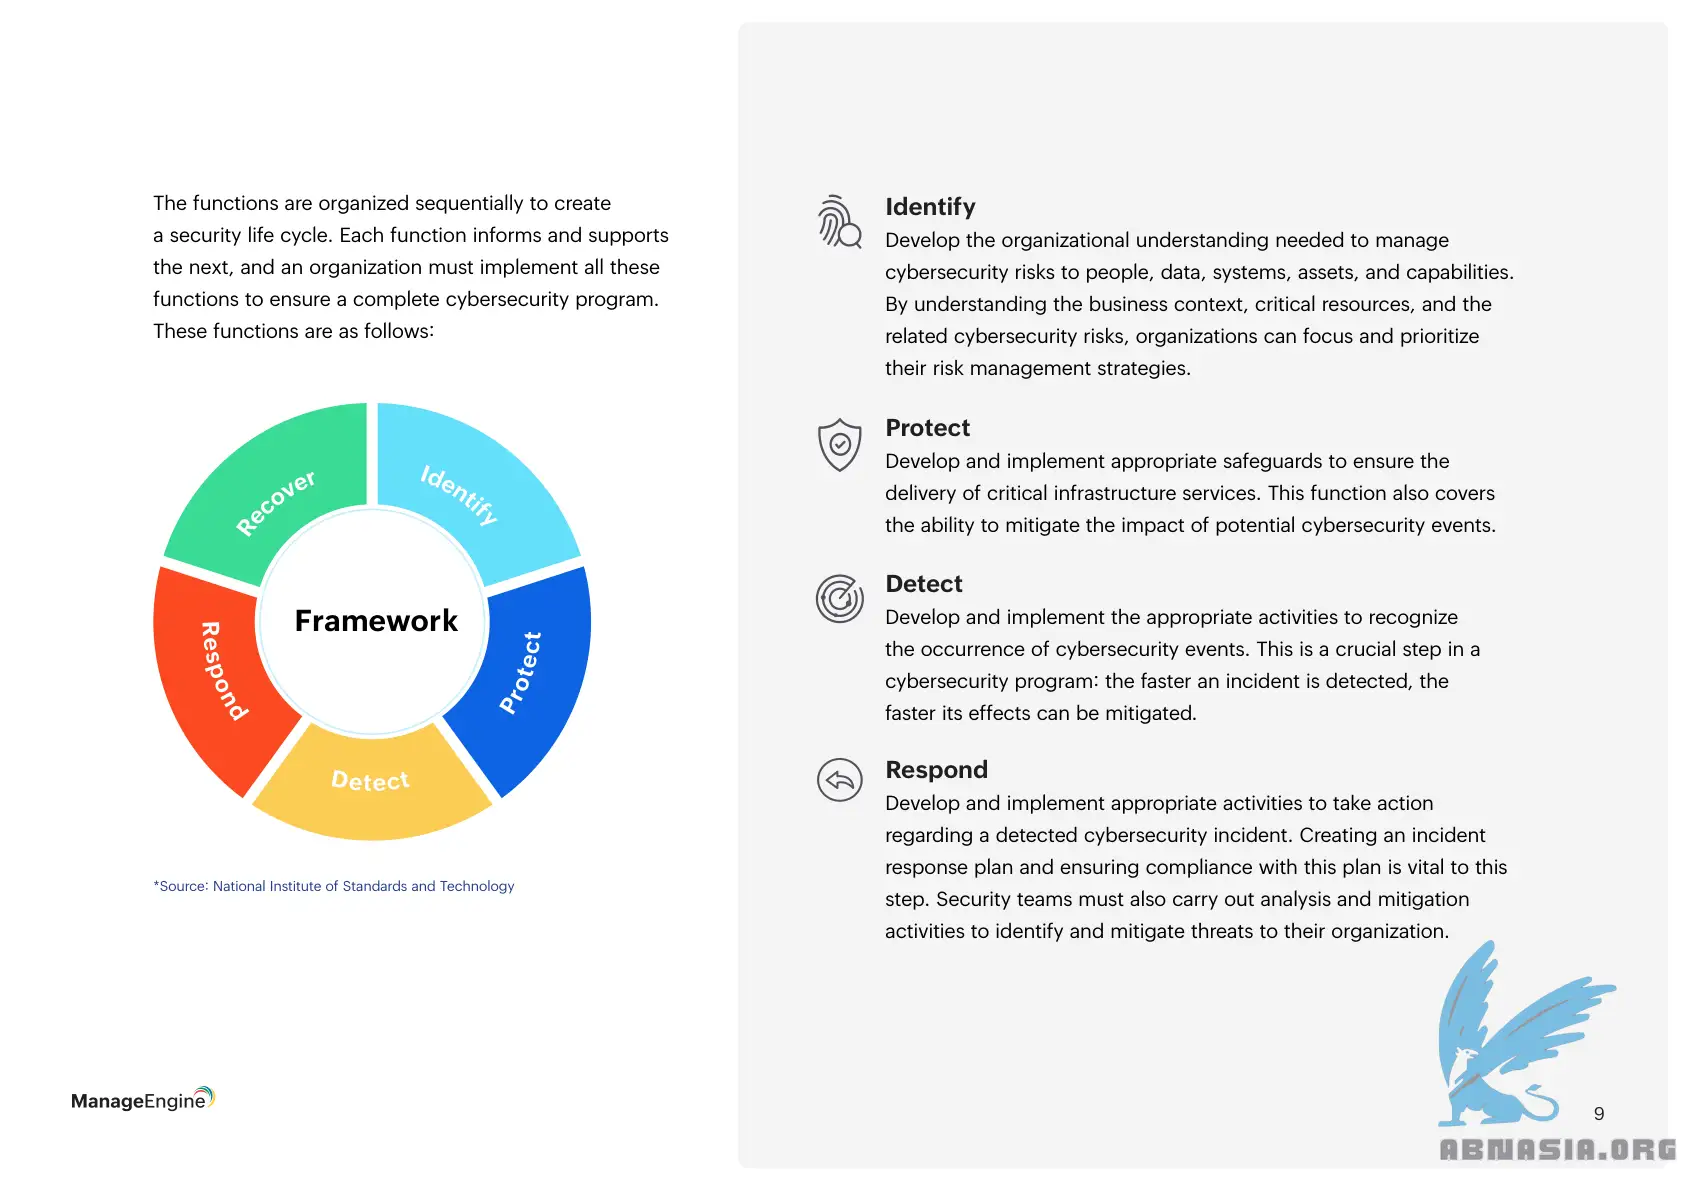 The functions are organized sequentially to create
a security life cycle. Each function informs and supports
the next, and an organization must implement all these
functions to ensure a complete cybersecurity program.
These functions are as follows:
Recover
Identify
Respond
Framework
Protect
Detect
*Source: National Institute of Standards and Technology
ManageEngine
Identify
Develop the organizational understanding needed to manage
cybersecurity risks to people, data, systems, assets, and capabilities.
By understanding the business context, critical resources, and the
related cybersecurity risks, organizations can focus and prioritize
their risk management strategies.
Protect
Develop and implement appropriate safeguards to ensure the
delivery of critical infrastructure services. This function also covers
the ability to mitigate the impact of potential cybersecurity events.
Detect
Develop and implement the appropriate activities to recognize
the occurrence of cybersecurity events. This is a crucial step in a
cybersecurity program: the faster an incident is detected, the
faster its effects can be mitigated.
Respond
Develop and implement appropriate activities to take action
regarding a detected cybersecurity incident. Creating an incident
response plan and ensuring compliance with this plan is vital to this
step. Security teams must also carry out analysis and mitigation
activities to identify and mitigate threats to their organization.
9
ABNASIA.ORG